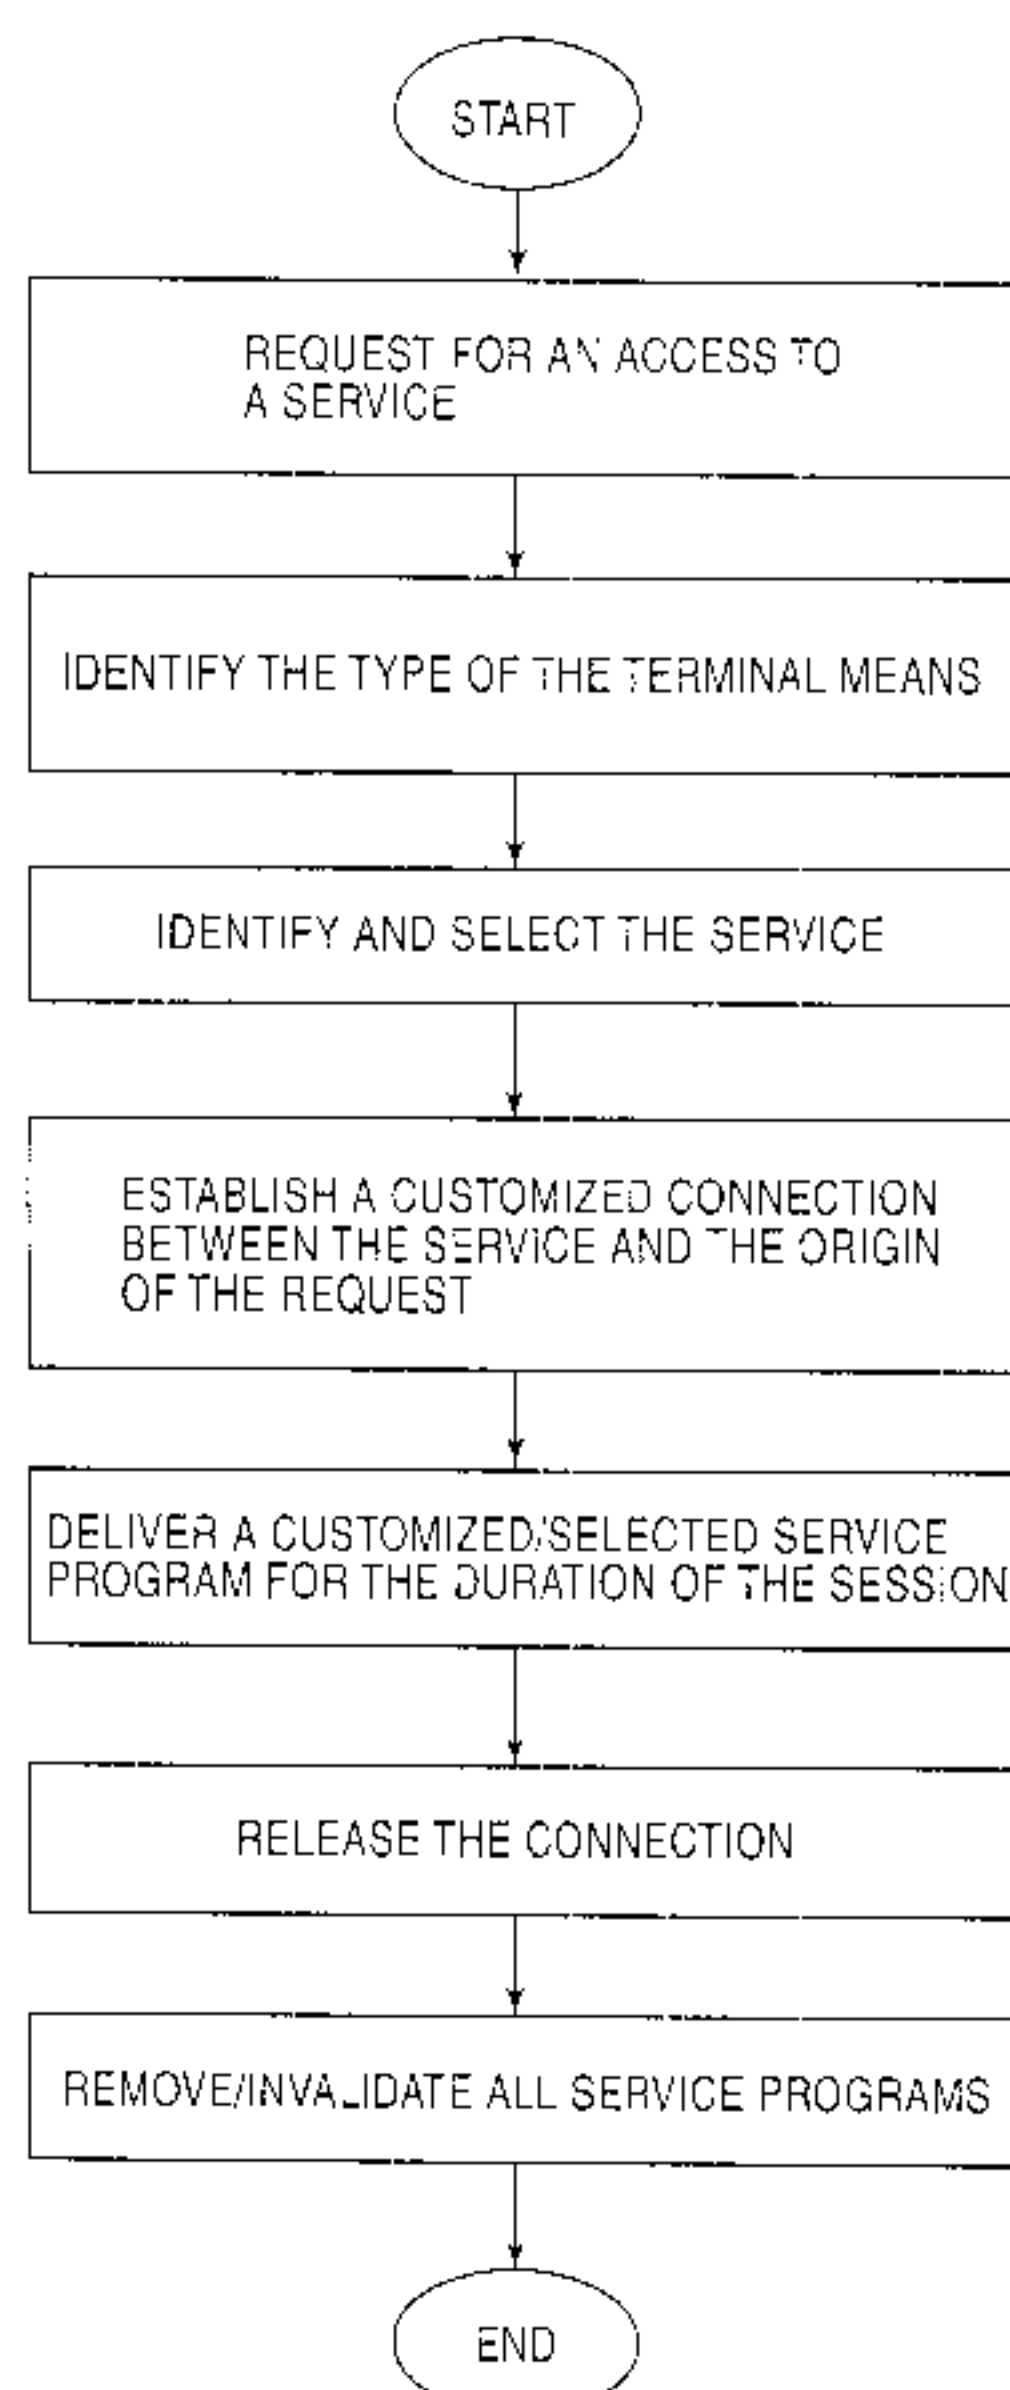 START
REQUEST FOR AN ACCESS TO
A SERVICE
IDENTIFY THE TYPE OF THE TERMINAL MEANS
IDENTIFY AND SELECT THE SERVICE
ESTABLISH A CUSTOMIZED CONNECTION
BETWEEN THE SERVICE AND THE ORIGIN
OF THE REQUEST
DELIVER A CUSTOMIZED/SELECTED SERVICE
PROGRAM FOR THE DURATION OF THE SESSION
RELEASE THE CONNECTION
REMOVE/INVALIDATE ALL SERVICE PROGRAMS
END